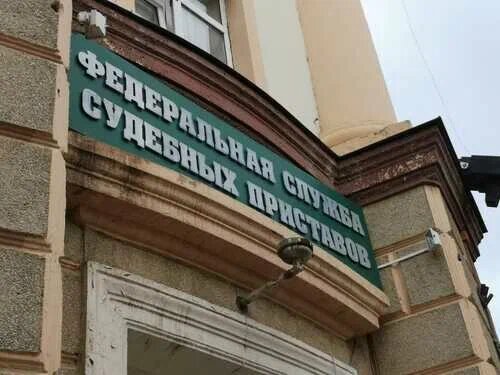 ФЕДЕРАЛЬНАЯ СЛУЖБА
СУДЕБНЫХ ПРИСТАВОВ